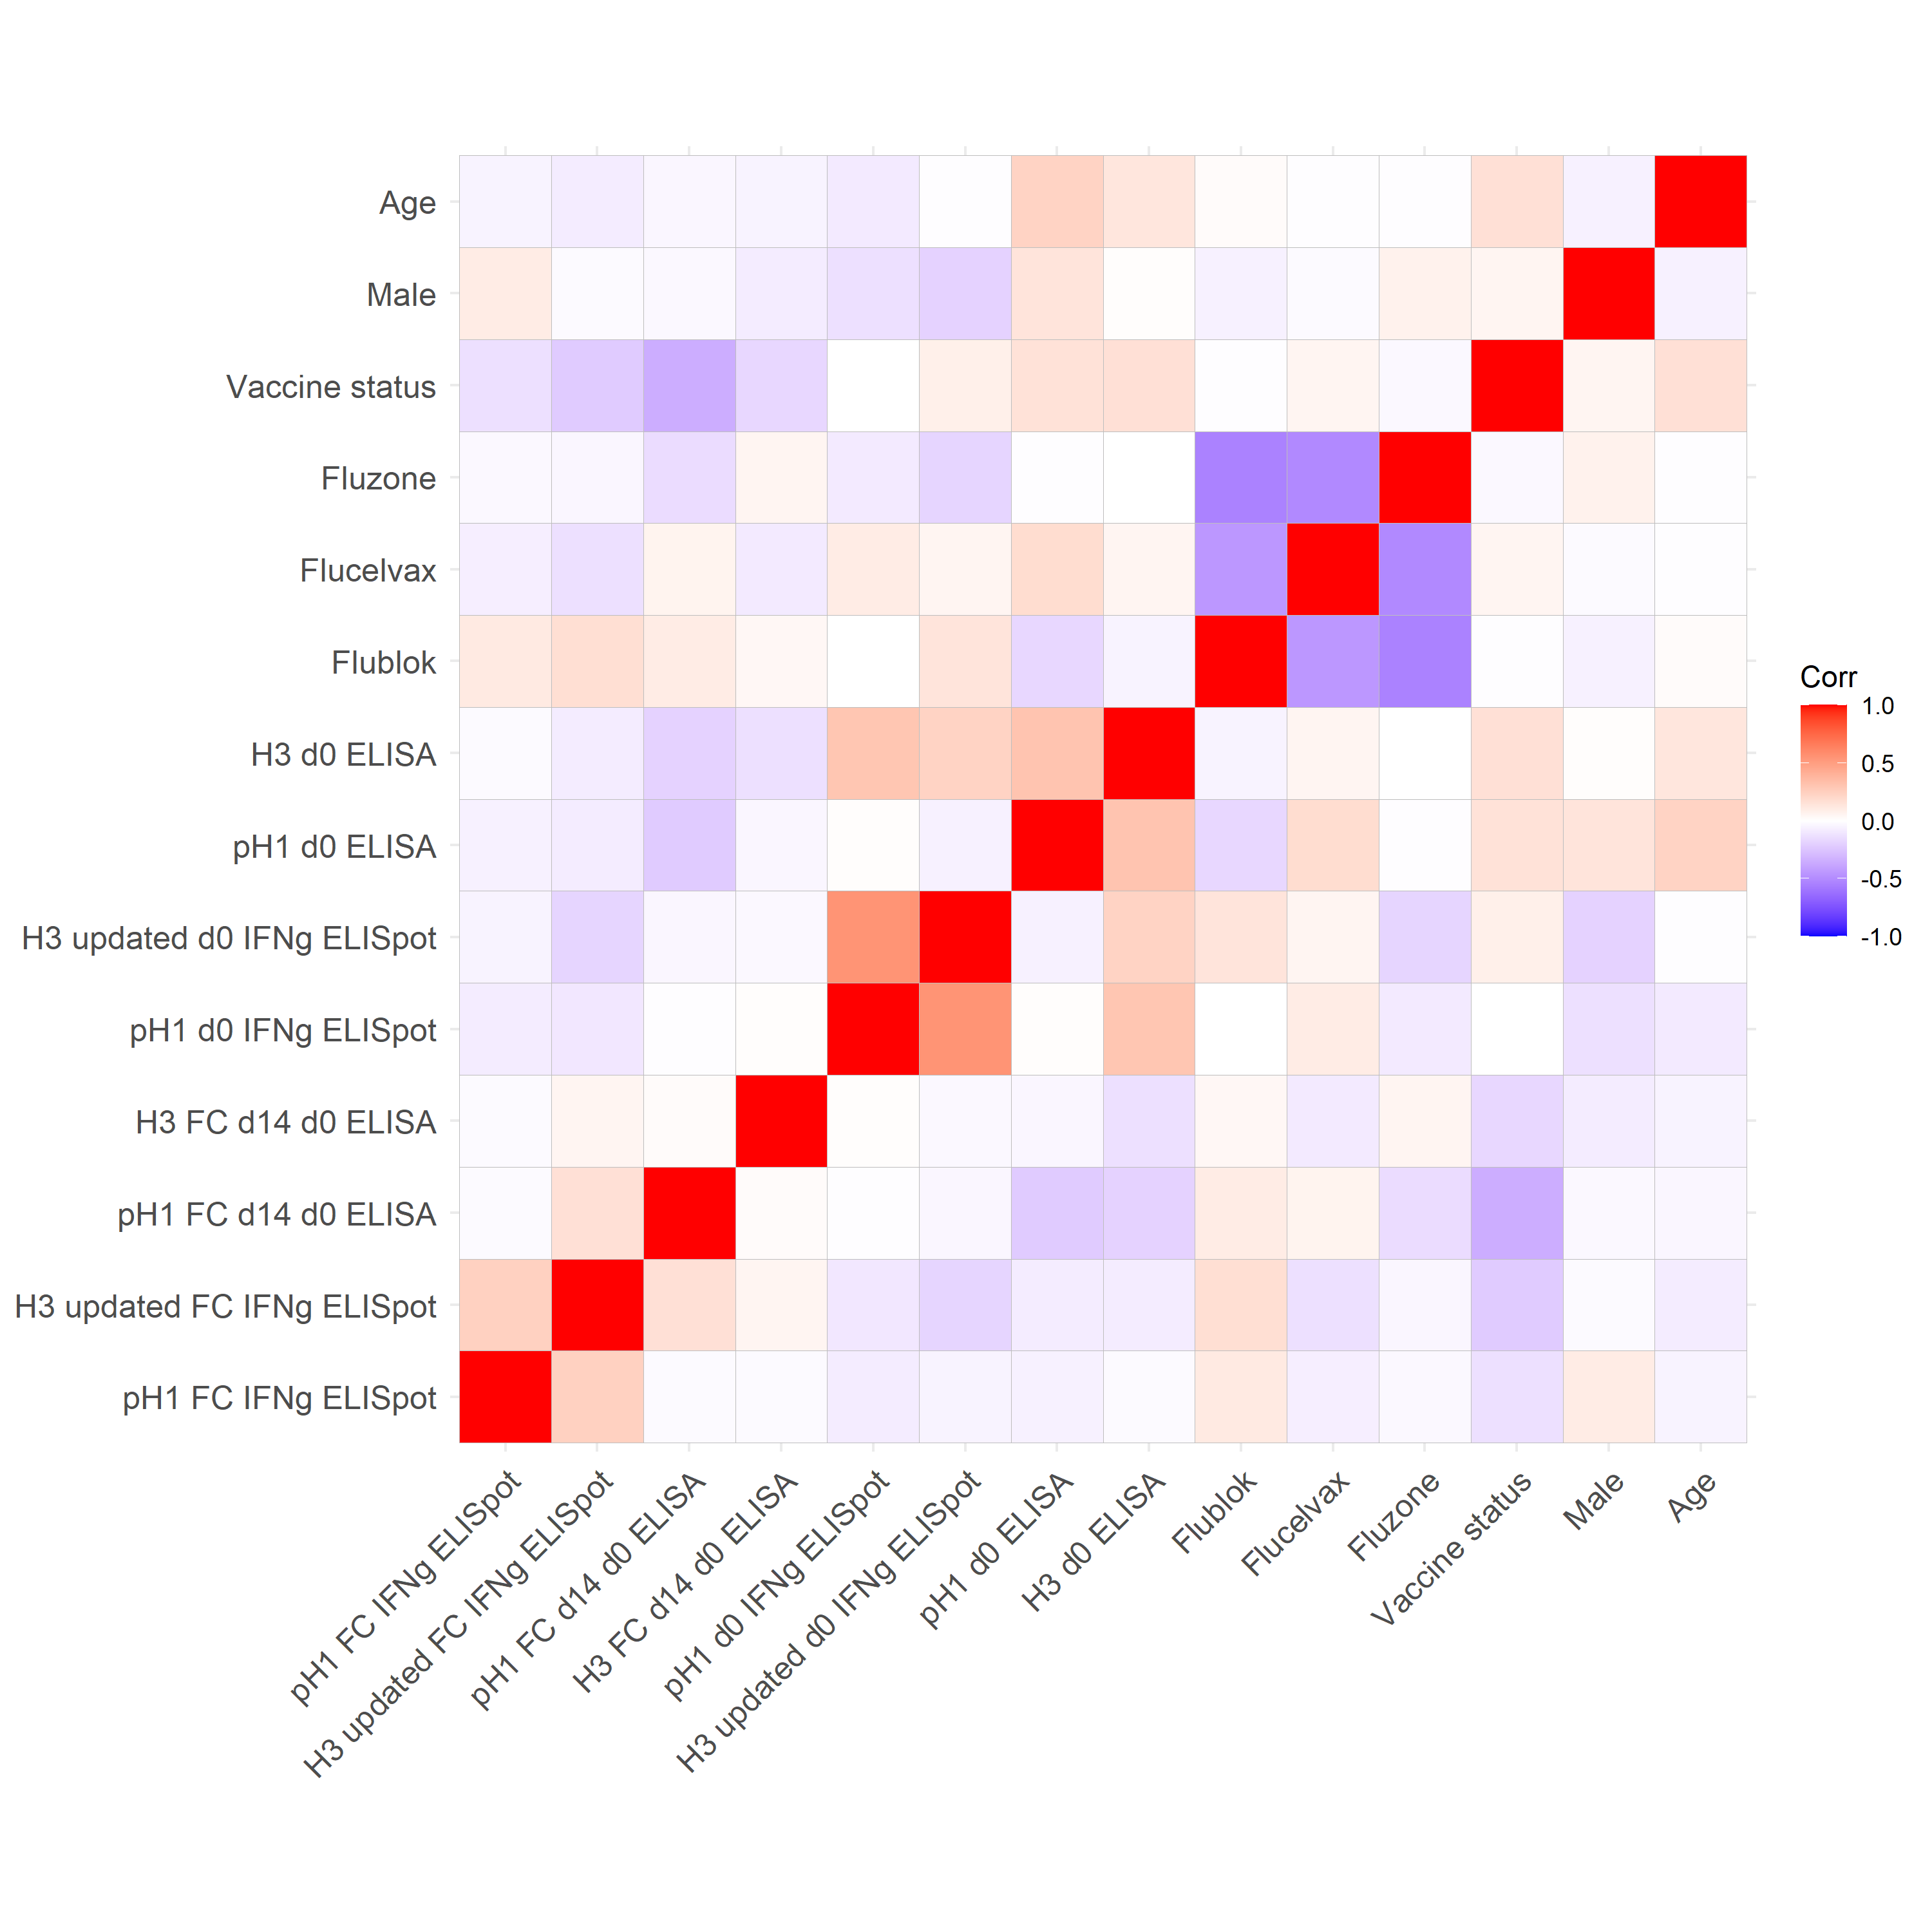 Age
Male
Vaccine status
Fluzone
Flucelvax
Flublok
H3 d0 ELISA
pH1 d0 ELISA
H3 updated d0 IFNg ELISpot
pH1 d0 IFNg ELISpot
H3 FC d14 d0 ELISA
pH1 FC d14 d0 ELISA
H3 updated FC IFNg ELISpot
pH1 FC IFNg ELISpot
pH1 FC IFNg ELISpot
H3 updated FC IFNg ELISpot
pH1 FC d14 d0 ELISA
H3 FC d14 d0 ELISA
pH1 d0 IFNg ELISpot
H3 updated d0 IFNg ELISpot
pH1 d0 ELISA
H3 d0 ELISA
Flublok
Flucelvax
Fluzone
Vaccine status
Male
Age
Corr
1.0
0.5
0.0
-0.5
-1.0